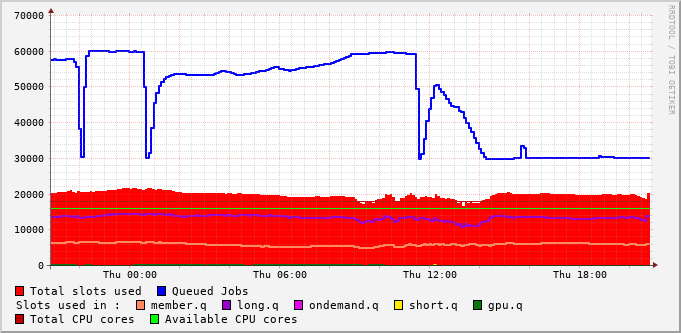 70000
60000
50000
40000
30000
20000
10000
0
Thu 00:00 Thu 06:00 Thu 12:00 Thu 18:00
Total slots used Queued Jobs
Slots used in : member.q long.q ondemand.q short.q gpu.q
Total CPU cores Available CPU cores
RRDTOOL / TOBI OETIKER